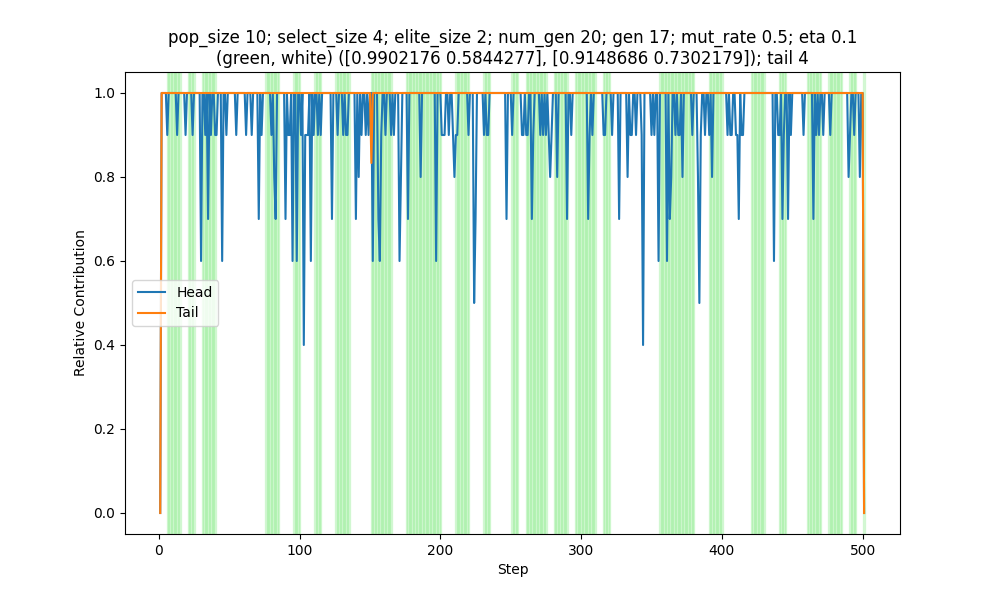 pop_size 10; select_size 4; elite_size 2; num_gen 20; gen 17; mut_rate 0.5; eta 0.1
(green, white) ([0.9902176 0.5844277], [0.9148686 0.7302179]); tail 4
1.0
0.8
0.6
0.4
0.2
0.0
Relative Contribution
Head
Tail
0
100
200
300
400
500
Step